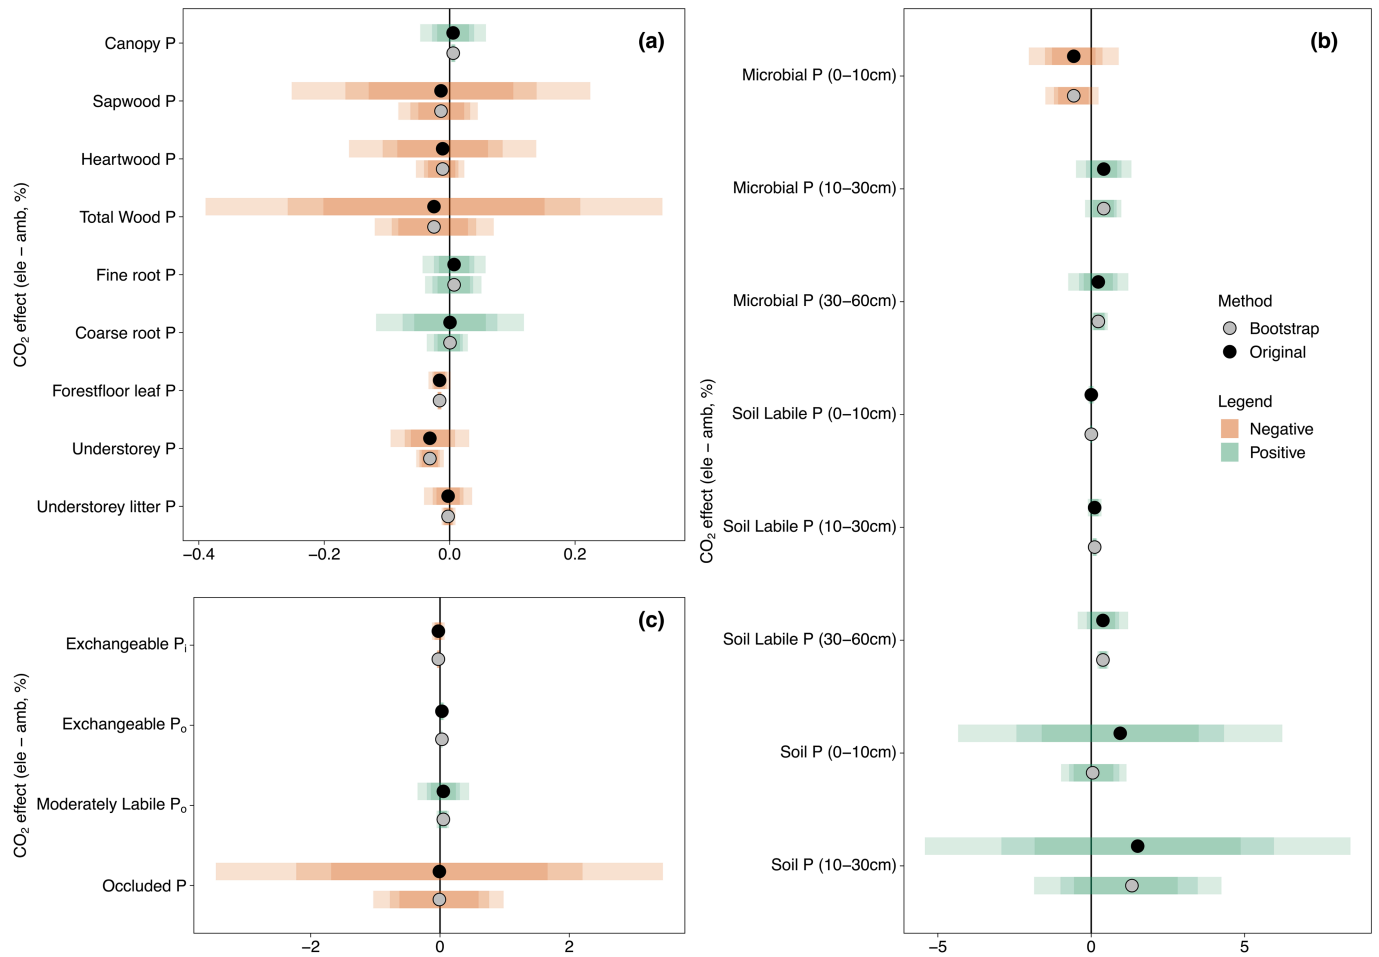 (a)
CO2 effect (ele − amb, %)
Canopy P
Sapwood P
Heartwood P
Total Wood P
Fine root P
Coarse root P
Forestfloor leaf P
Understorey P
Understorey litter P
−0.4
−0.2
0.0
0.2
(b)
CO2 effect (ele − amb, %)
Microbial P (0−10cm)
Microbial P (10−30cm)
Microbial P (30−60cm)
Soil Labile P (0−10cm)
Soil Labile P (10−30cm)
Soil Labile P (30−60cm)
Soil P (0−10cm)
Soil P (10−30cm)
−5
0
5
Method
Bootstrap
Original
Legend
Negative
Positive
(c)
CO2 effect (ele − amb, %)
Exchangeable Pi
Exchangeable Po
Moderately Labile Po
Occluded P
−2
0
2